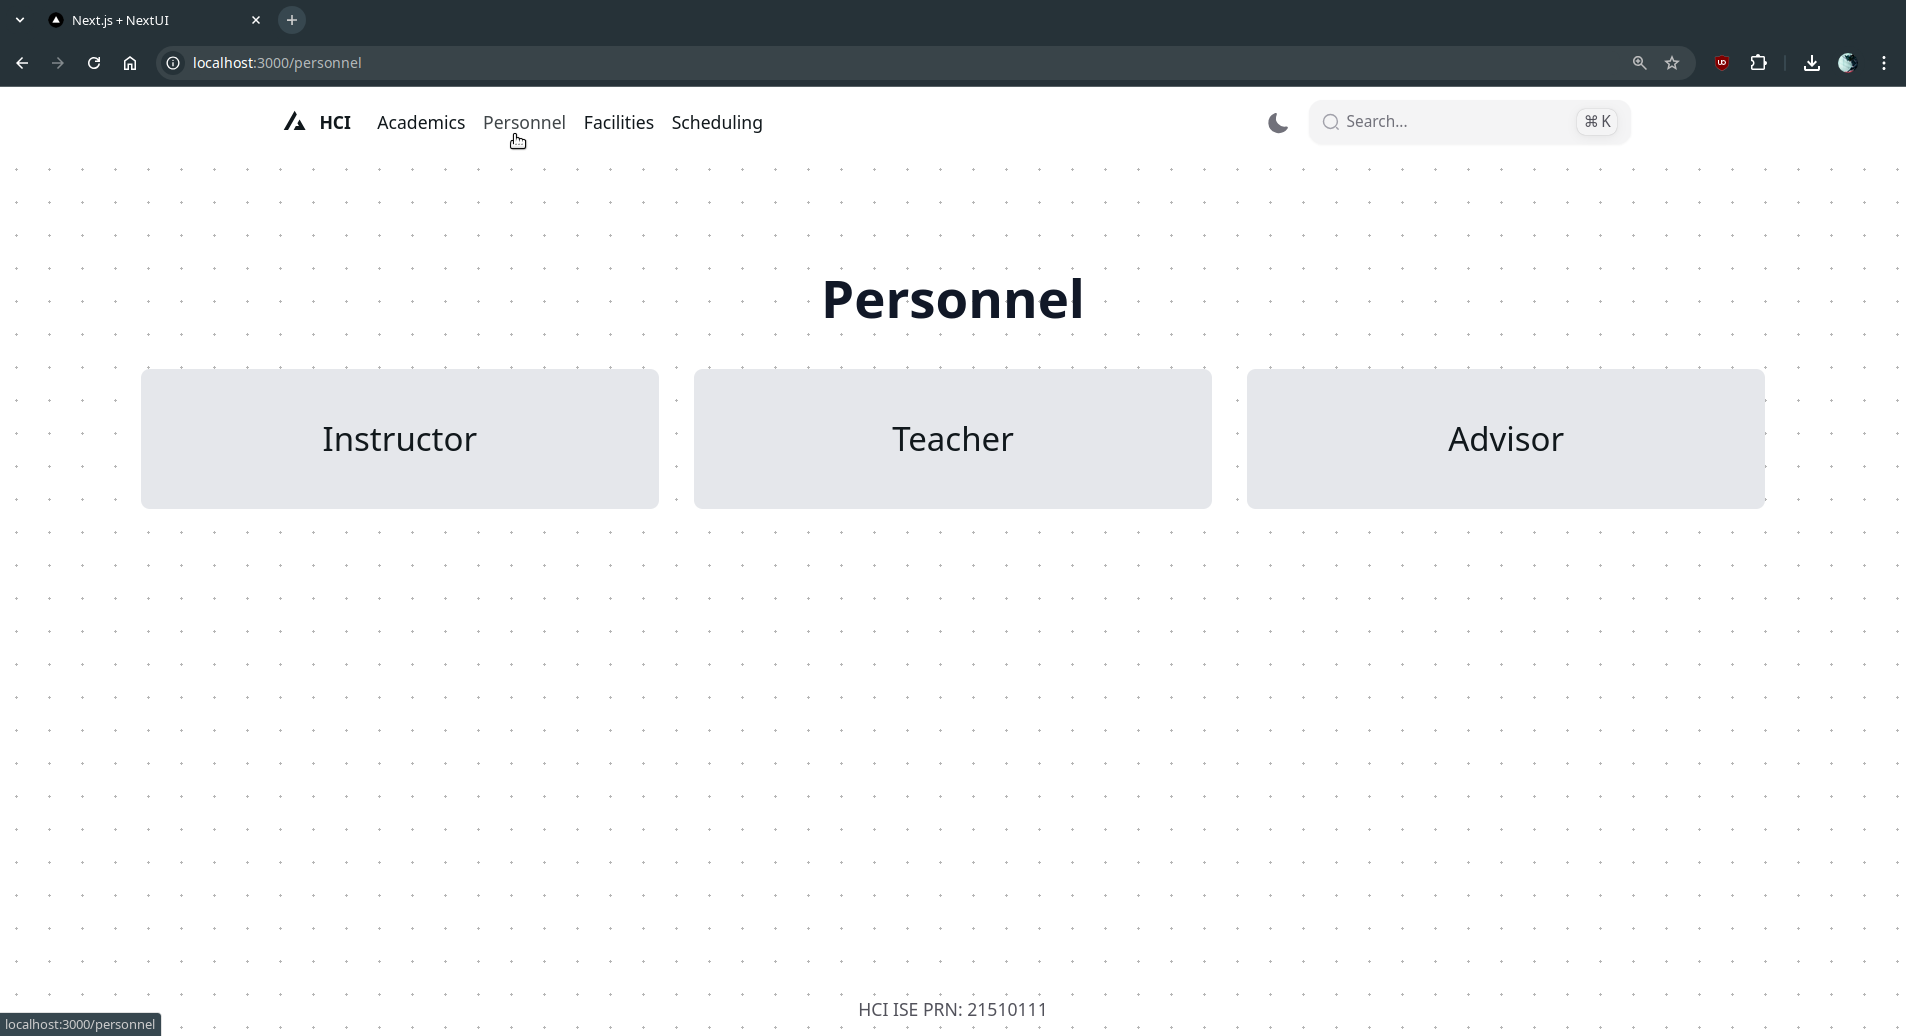 Next.js + NextUI
localhost:3000/personnel
UD
HCI Academics Personnel Facilities Scheduling Search... ⌘ K
Personnel
Instructor Teacher Advisor
HCI ISE PRN: 21510111
localhost:3000/personnel